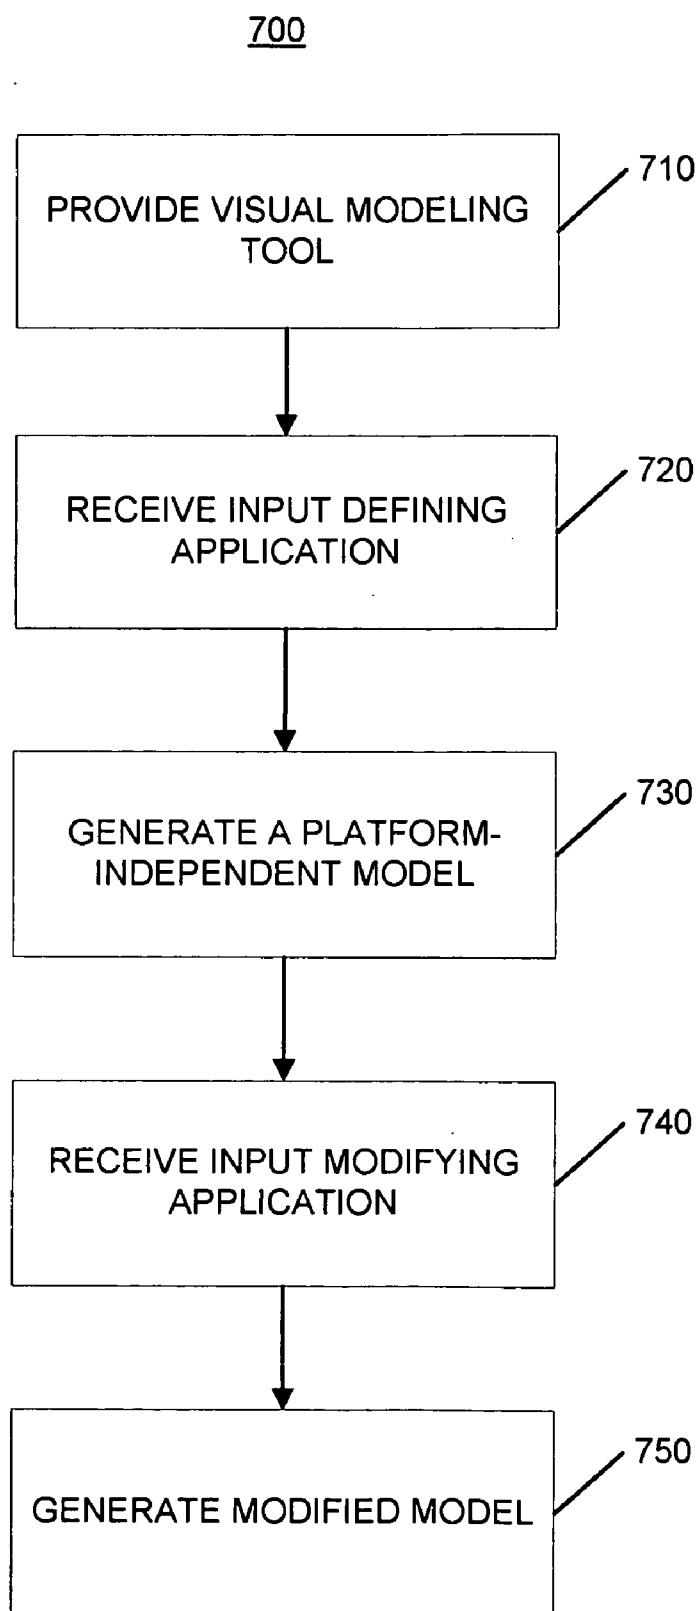 700
710
PROVIDE VISUAL MODELING
TOOL
720
RECEIVE INPUT DEFINING
APPLICATION
730
GENERATE A PLATFORM-
INDEPENDENT MODEL
740
RECEIVE INPUT MODIFYING
APPLICATION
750
GENERATE MODIFIED MODEL